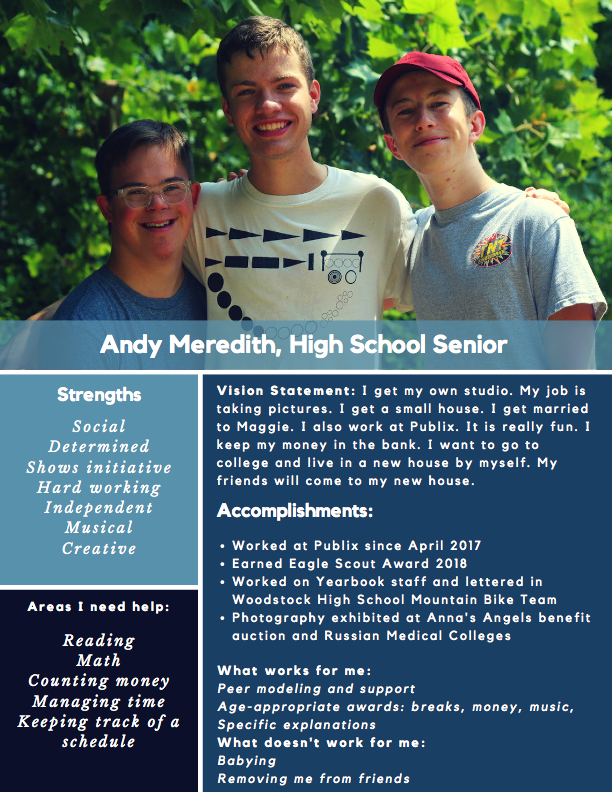 TNT
Andy Meredith, High School Senior
Strengths
Social
Determined
Shows initiative
Hard working
Independent
Musical
Creative
Areas I need help:
Reading
Math
Counting money
Managing time
Keeping track of a
schedule
Vision Statement: I get my own studio. My job is
taking pictures. I get a small house. I get married
to Maggie. I also work at Publix. It is really fun. I
keep my money in the bank. I want to go to
college and live in a new house by myself. My
friends will come to my new house.
Accomplishments:
• Worked at Publix since April 2017
• Earned Eagle Scout Award 2018
• Worked on Yearbook staff and lettered in
Woodstock High School Mountain Bike Team
• Photography exhibited at Anna's Angels benefit
auction and Russian Medical Colleges
What works for me:
Peer modeling and support
Age-appropriate awards: breaks, money, music,
Specific explanations
What doesn't work for me:
Babying
Removing me from friends